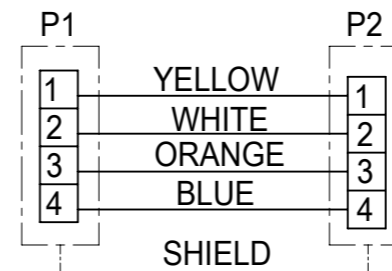 P1 P2
1 YELLOW 1
2 WHITE 2
3 ORANGE 3
4 BLUE 4
SHIELD